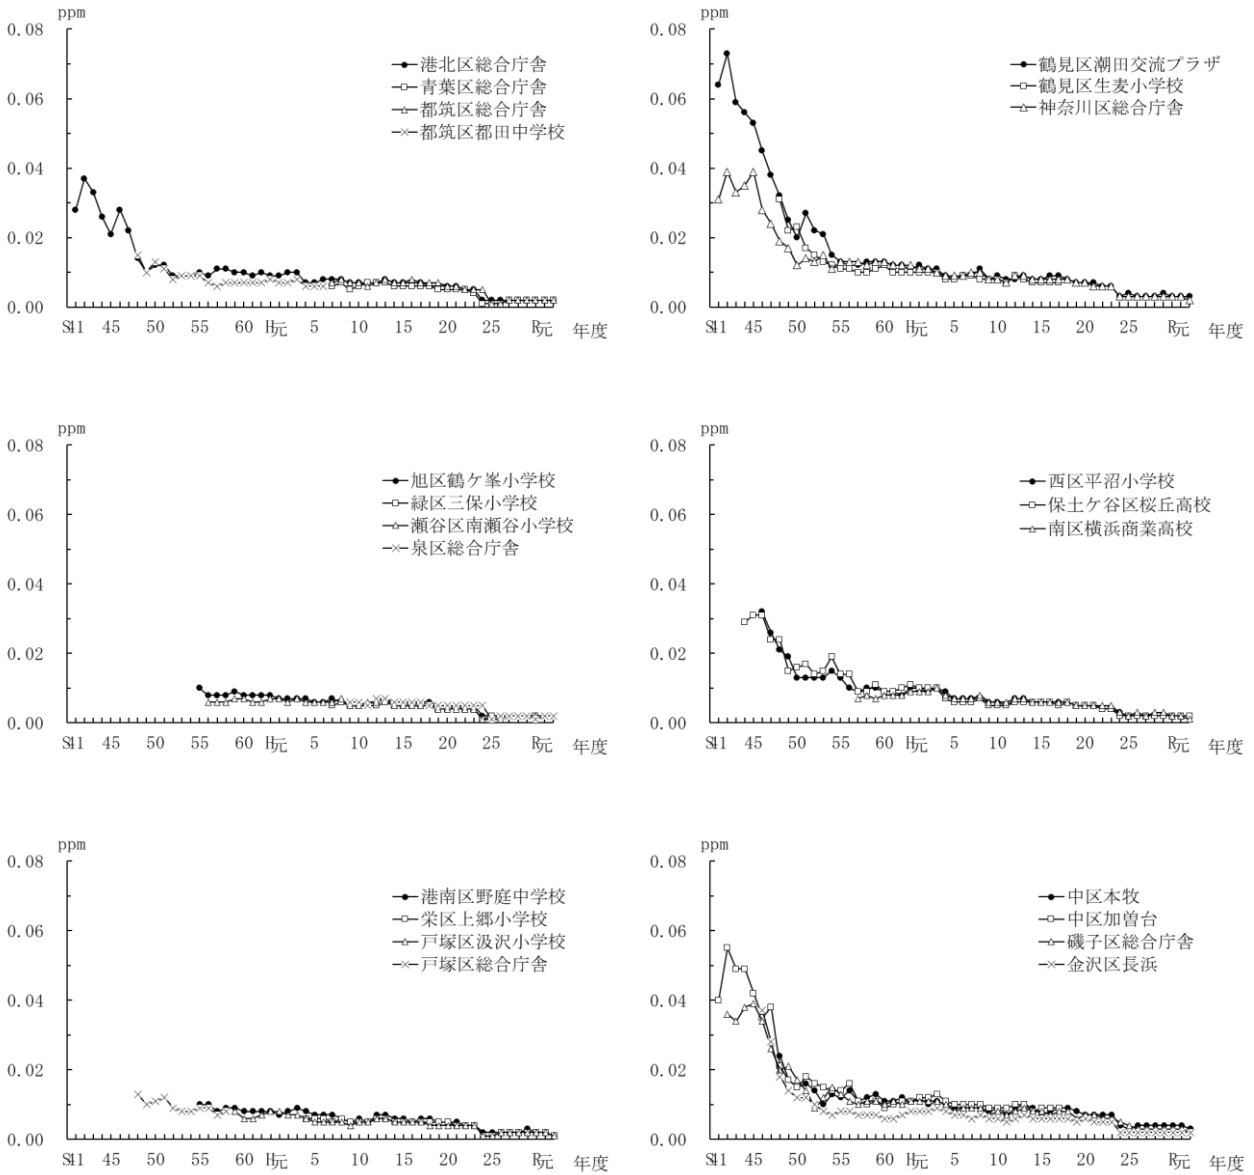 ppm
0.08
0.06
0.04
0.02
0.00
港北区総合庁舎
青葉区総合庁舎
都筑区総合庁舎
都筑区都田中学校
S41 45 50 55 60 H元 5 10 15 20 25 R元 年度
ppm
0.08
0.06
0.04
0.02
0.00
鶴見区潮田交流プラザ
鶴見区生麦小学校
神奈川区総合庁舎
S41 45 50 55 60 H元 5 10 15 20 25 R元 年度
ppm
0.08
0.06
0.04
0.02
0.00
旭区鶴ケ峯小学校
緑区三保小学校
瀬谷区南瀬谷小学校
泉区総合庁舎
S41 45 50 55 60 H元 5 10 15 20 25 R元 年度
ppm
0.08
0.06
0.04
0.02
0.00
西区平沼小学校
保土ケ谷区桜丘高校
南区横浜商業高校
S41 45 50 55 60 H元 5 10 15 20 25 R元 年度
ppm
0.08
0.06
0.04
0.02
0.00
港南区野庭中学校
栄区上郷小学校
戸塚区汲沢小学校
戸塚区総合庁舎
S41 45 50 55 60 H元 5 10 15 20 25 R元 年度
ppm
0.08
0.06
0.04
0.02
0.00
中区本牧
中区加曽台
磯子区総合庁舎
金沢区長浜
S41 45 50 55 60 H元 5 10 15 20 25 R元 年度